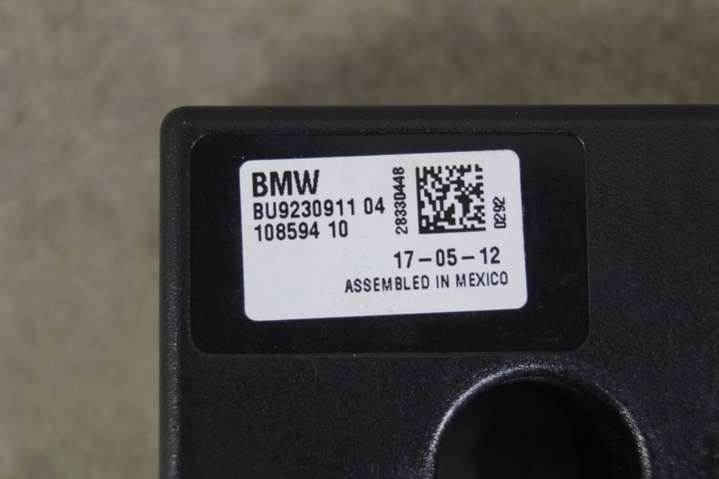 BMW
BU9230911 04
108594 10
28330448
0292
17-05-12
ASSEMBLED IN MEXICO